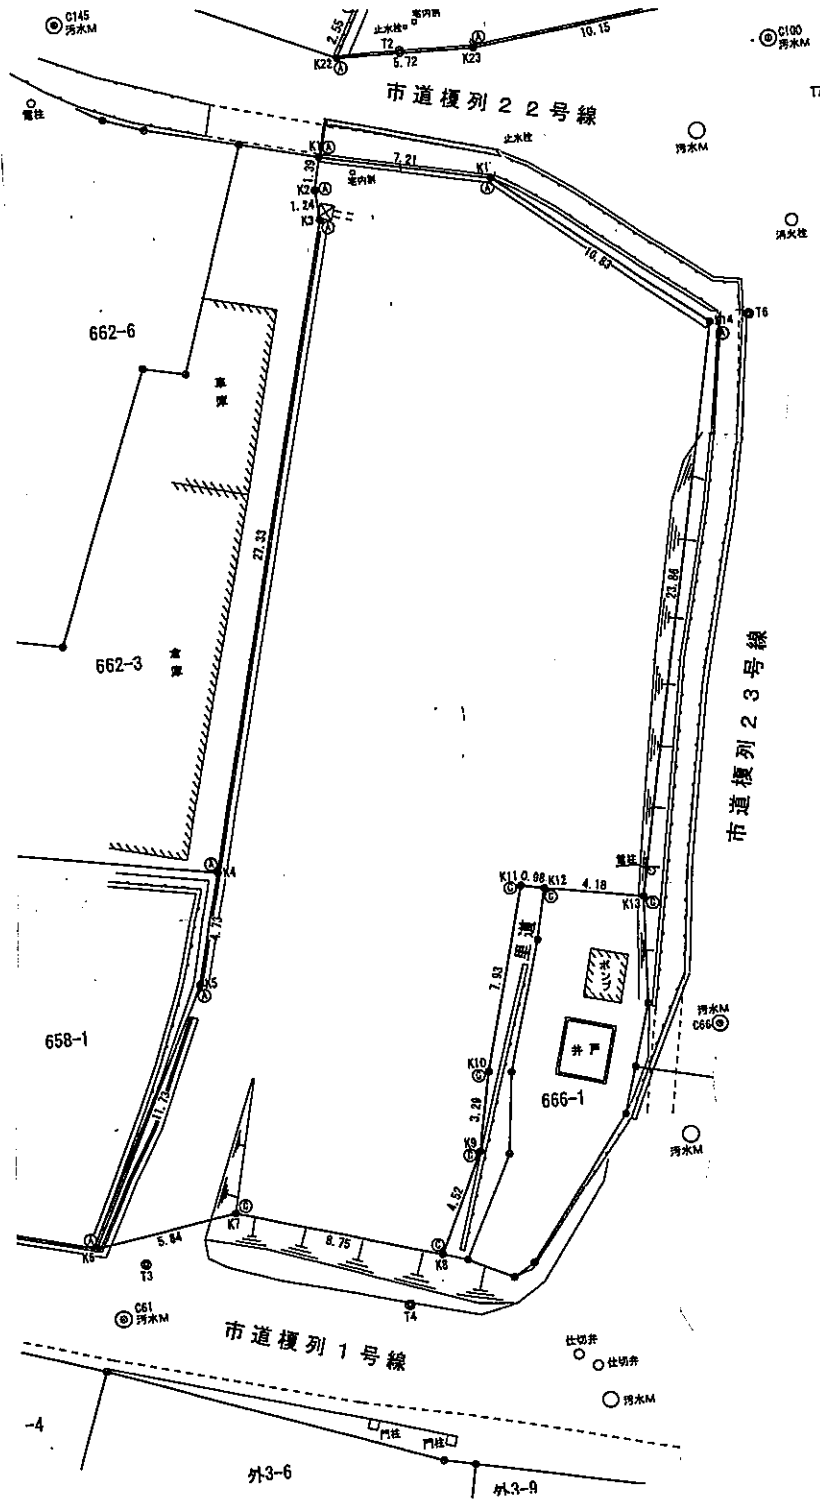 C145
汚水M
2.55
止水栓
宅内桝
T2
K22
A
5.72
K23
A
10.15
C100
汚水M
市道榎列22号線
電柱
汚水M
止水栓
K1
A
7.21
K1'
A
1.39
K2
A
宅内桝
1.24
K3
A
消火栓
10.83
K14
A
T6
662-6
車庫
27.33
23.86
662-3
倉庫
市道榎列23号線
A
K4
電柱
K11
0.98
K12
4.18
G
G
K13
G
4.73
里道
K5
A
7.93
ポンプ
汚水M
C66
658-1
井戸
K10
G
666-1
11.73
3.29
K9
G
汚水M
4.52
K7
G
A
K6
5.84
8.75
G
K8
T3
T4
C61
汚水M
市道榎列1号線
仕切弁
仕切弁
汚水M
-4
門柱
門柱
外3-6
外3-9